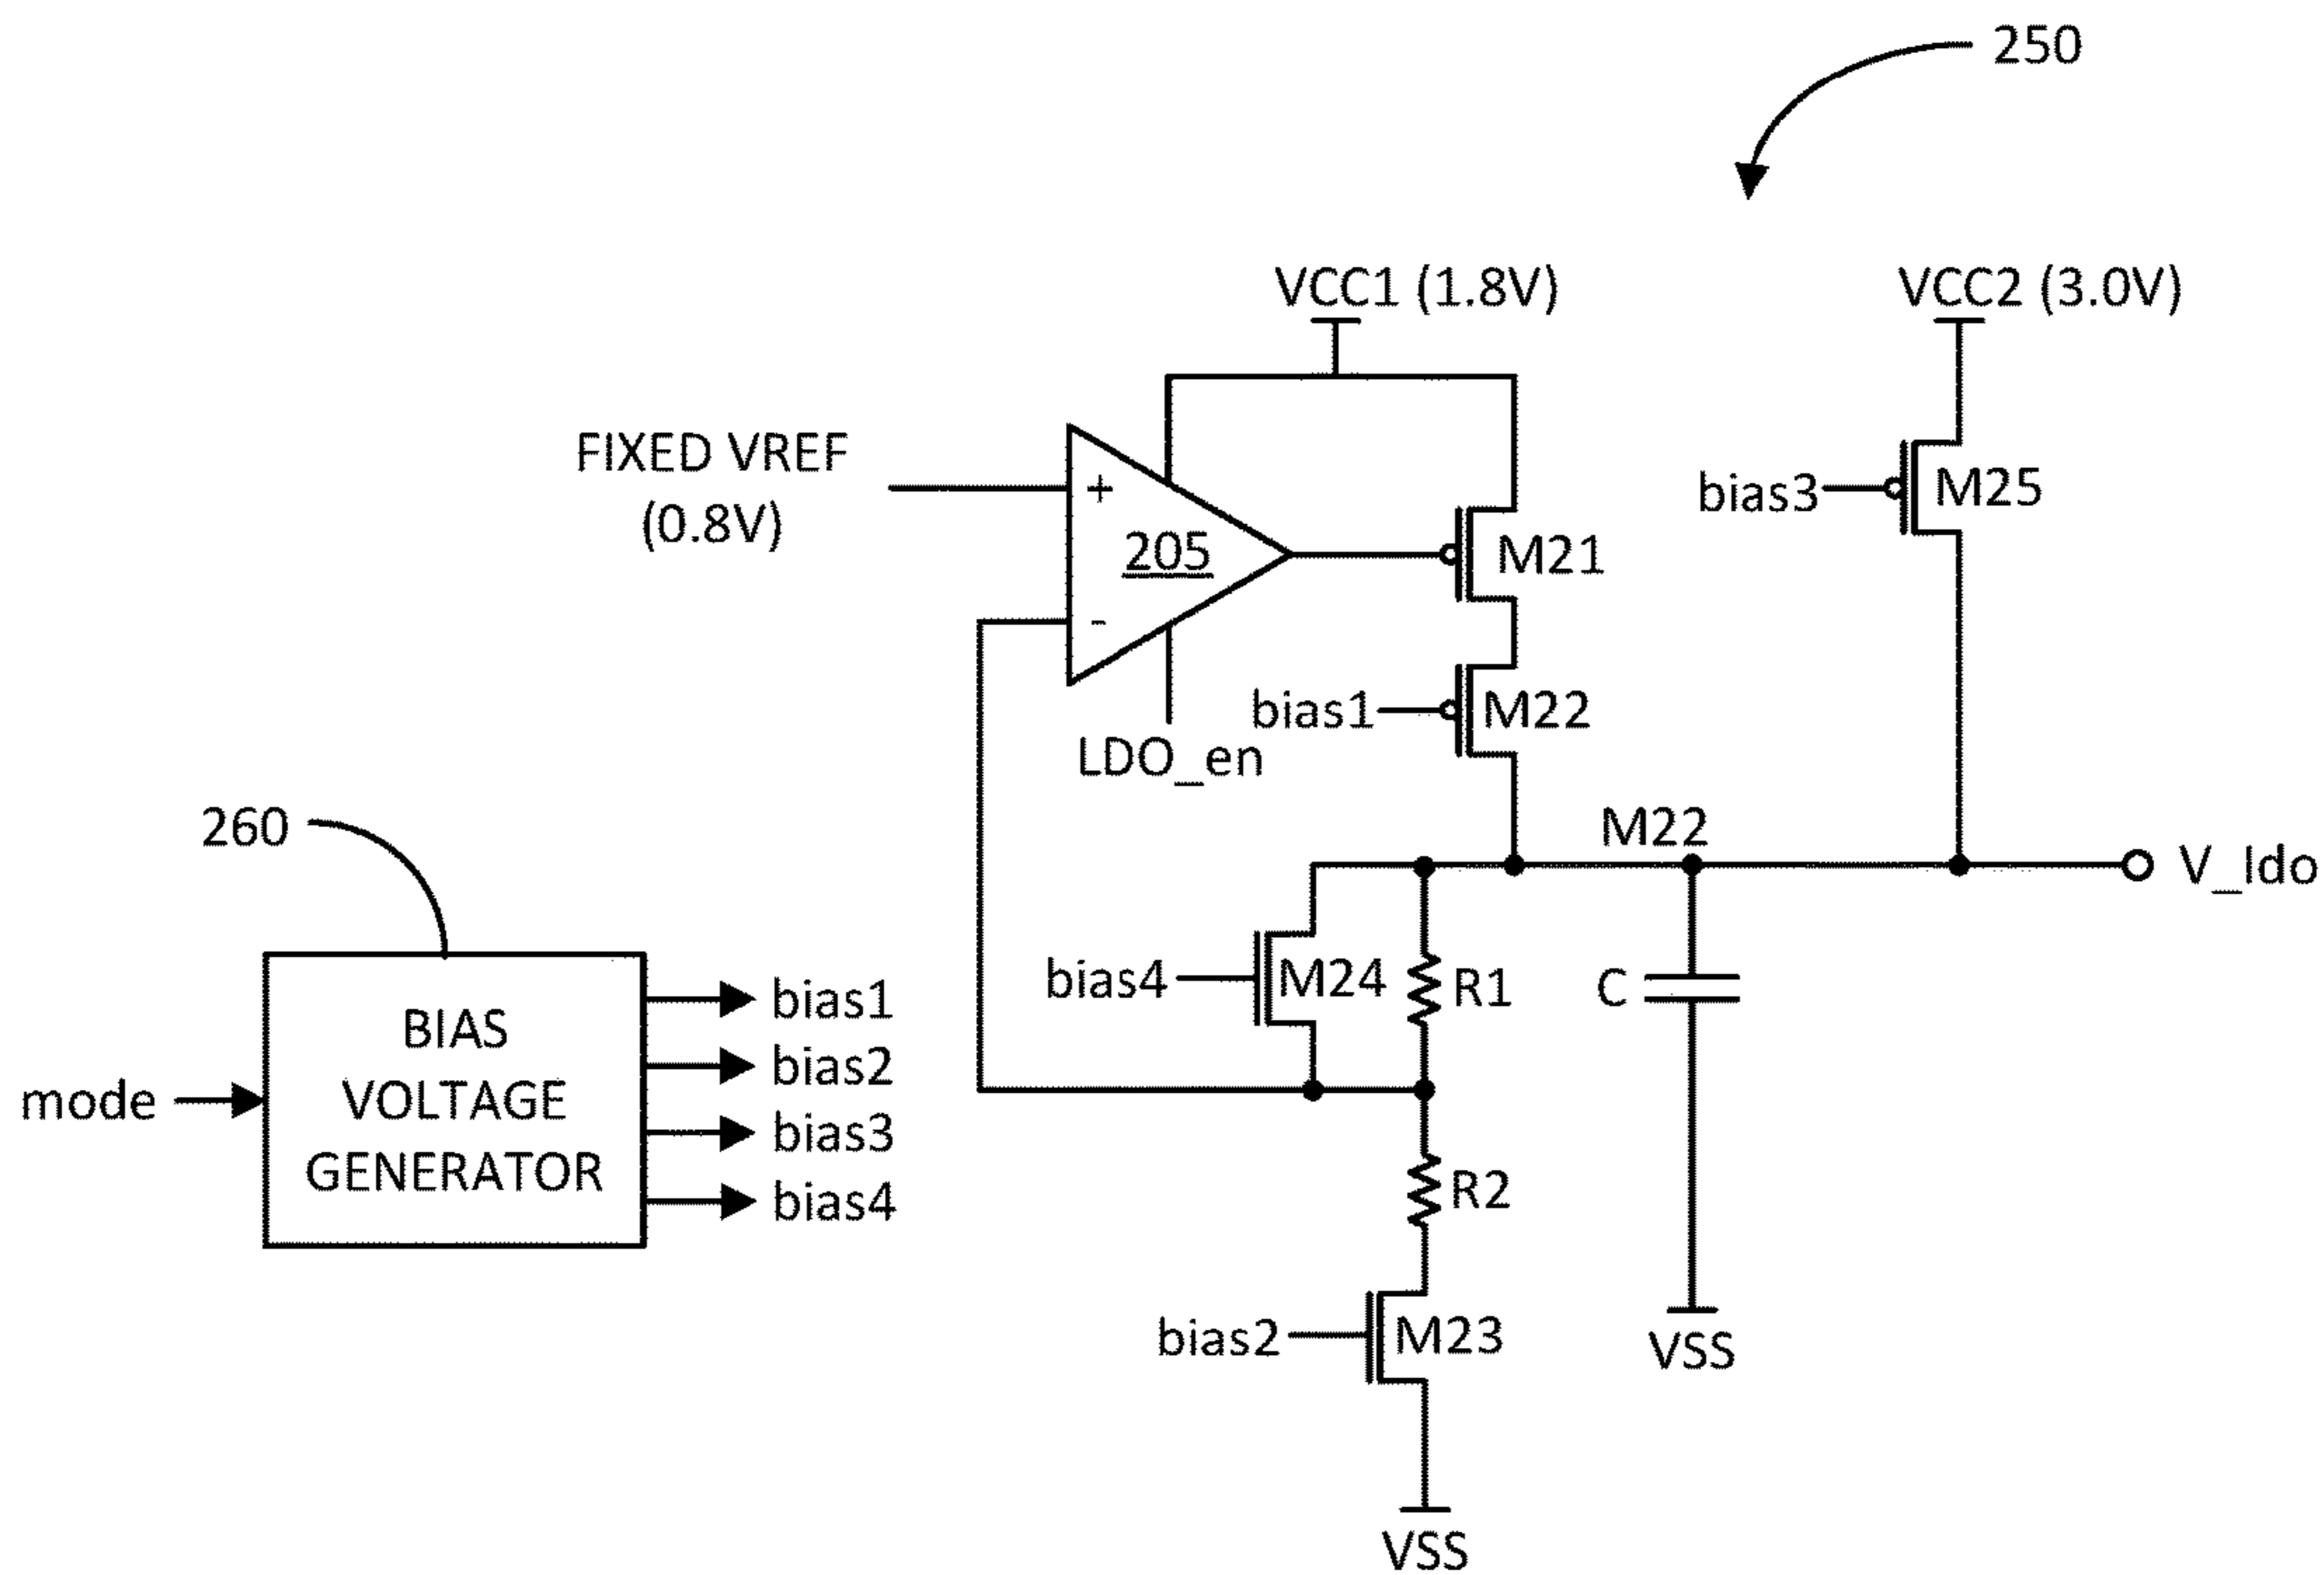 250
VCC1 (1.8V)
VCC2 (3.0V)
FIXED VREF
(0.8V)
+
205
-
LDO_en
M21
bias3
M25
bias1
M22
M22
V_ldo
260
bias4
M24
R1
C
BIAS
VOLTAGE
GENERATOR
mode
bias1
bias2
bias3
bias4
R2
bias2
M23
VSS
VSS